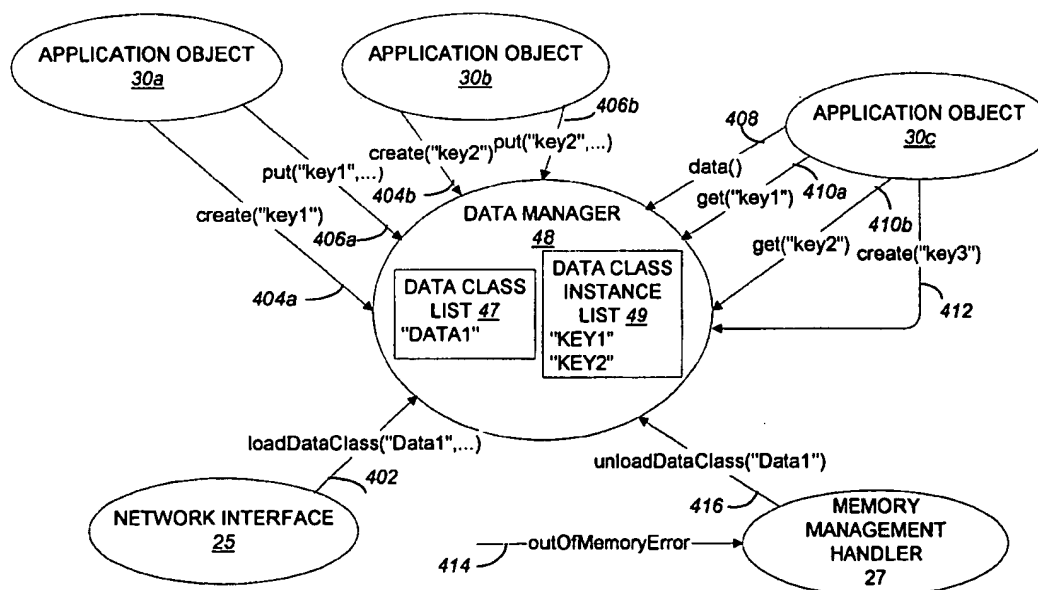 APPLICATION OBJECT
30a
APPLICATION OBJECT
30b
406b
408
APPLICATION OBJECT
30c
create("key2")
put("key2",...)
404b
data()
put("key1",...)
get("key1")
410a
create("key1")
406a
404a
410b
get("key2")
create("key3")
412
DATA MANAGER
48
DATA CLASS
LIST 47
"DATA1"
DATA CLASS
INSTANCE
LIST 49
"KEY1"
"KEY2"
loadDataClass("Data1",...)
402
unloadDataClass("Data1")
416
NETWORK INTERFACE
25
414
outOfMemoryError
MEMORY
MANAGEMENT
HANDLER
27